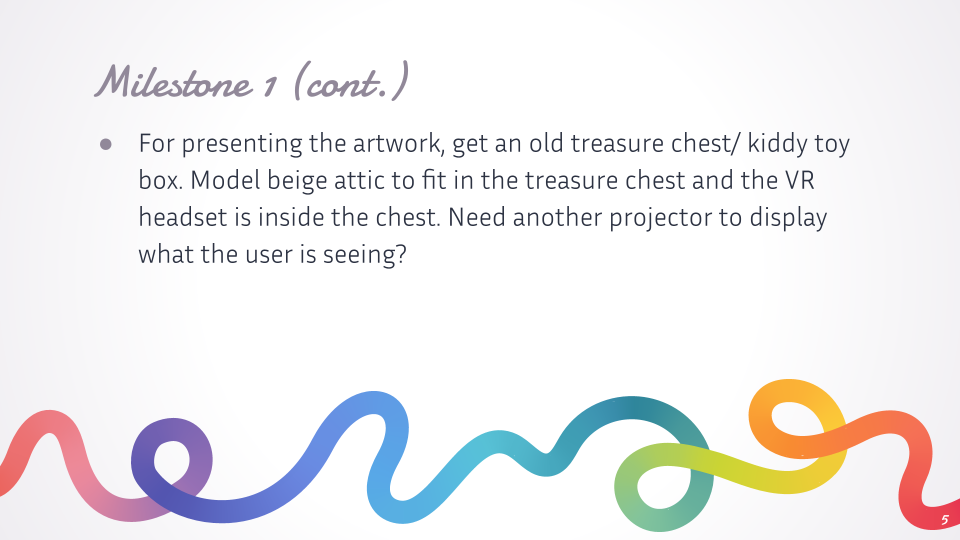 Milestone 1 (cont.)
● For presenting the artwork, get an old treasure chest/ kiddy toy
box. Model beige attic to fit in the treasure chest and the VR
headset is inside the chest. Need another projector to display
what the user is seeing?
5